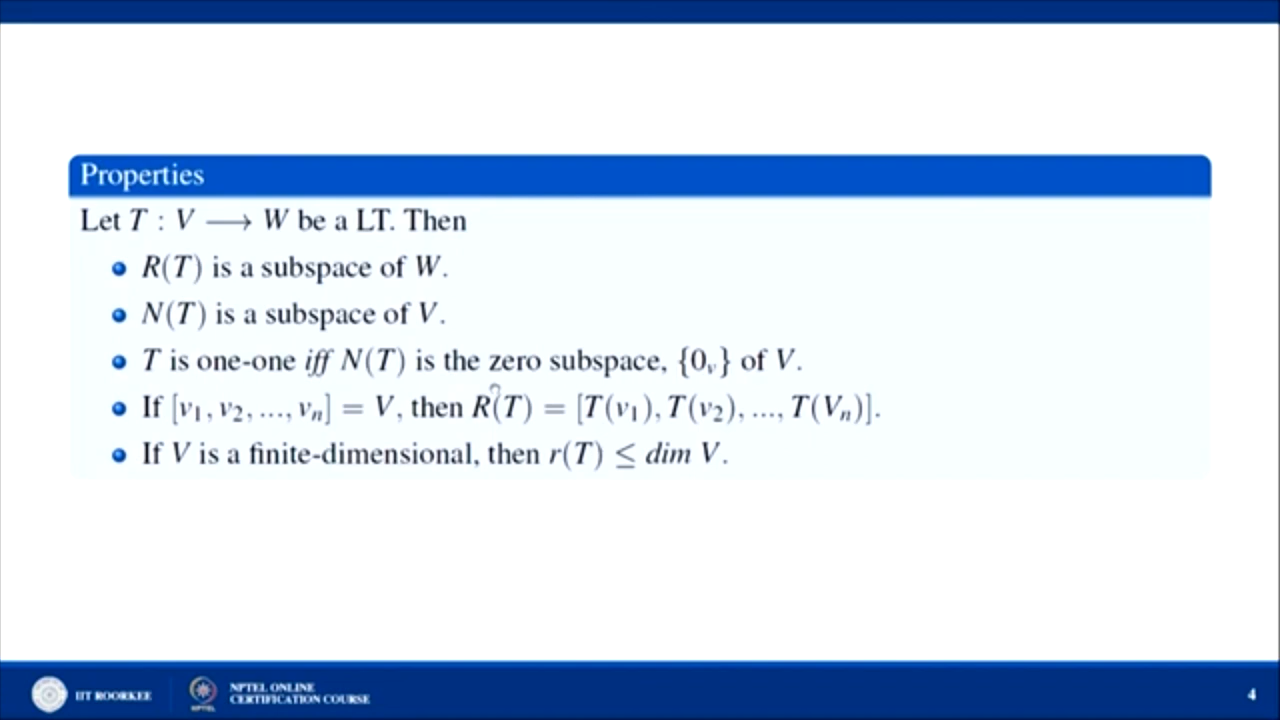 Properties
Let T : V ⟶ W be a LT. Then
R(T) is a subspace of W.
N(T) is a subspace of V.
T is one-one iff N(T) is the zero subspace, {0ᵥ} of V.
If [v₁, v₂, ..., vₙ] = V, then R(T) = [T(v₁), T(v₂), ..., T(Vₙ)].
If V is a finite-dimensional, then r(T) ≤ dim V.
IIT ROORKEE
NPTEL ONLINE
CERTIFICATION COURSE
NPTEL
4